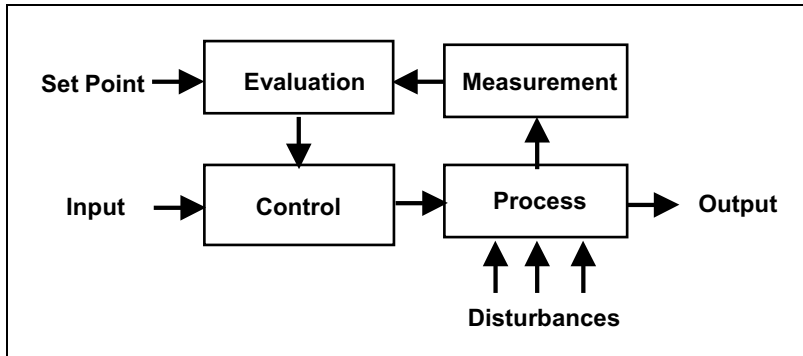 Set Point
Evaluation
Measurement
Input
Control
Process
Output
Disturbances